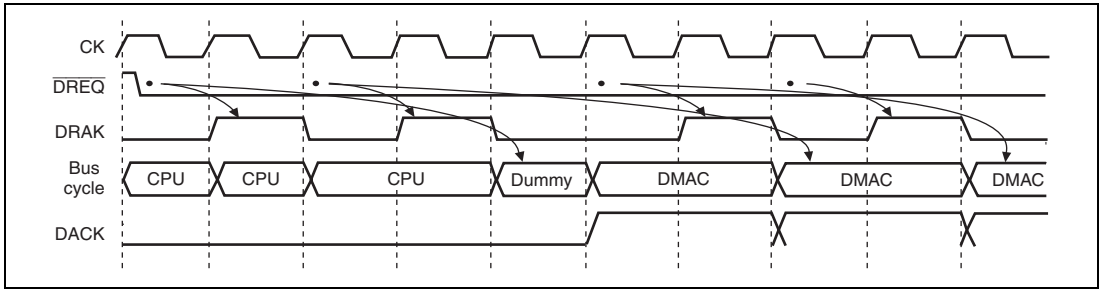 CK
DREQ
DRAK
Bus
cycle
CPU CPU CPU Dummy DMAC DMAC DMAC
DACK